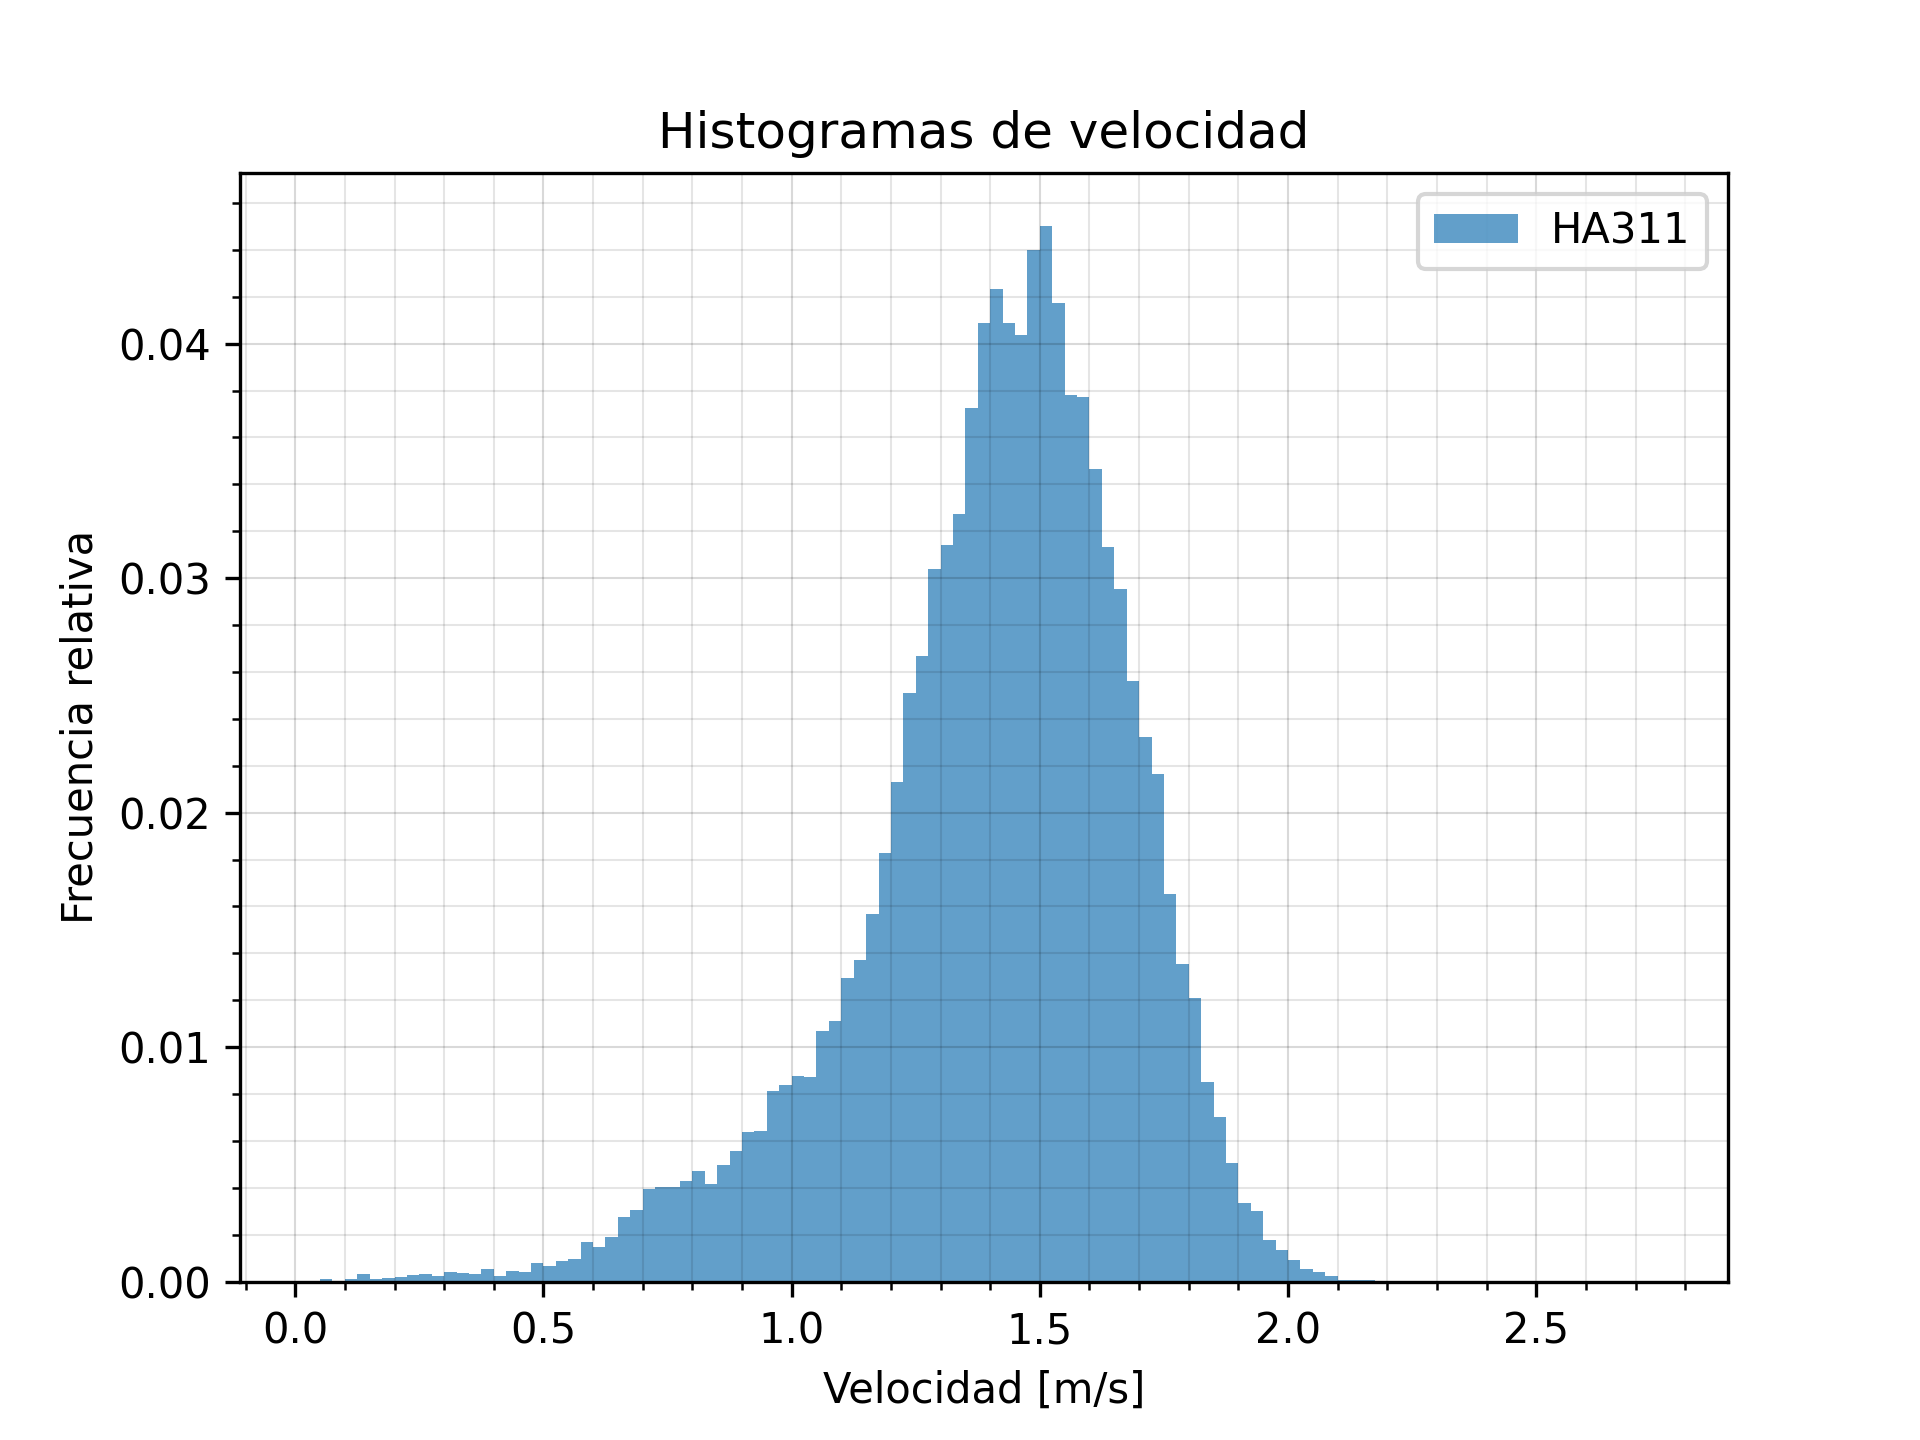 Histogramas de velocidad
HA311
Frecuencia relativa
0.04
0.03
0.02
0.01
0.00
0.0 0.5 1.0 1.5 2.0 2.5
Velocidad [m/s]